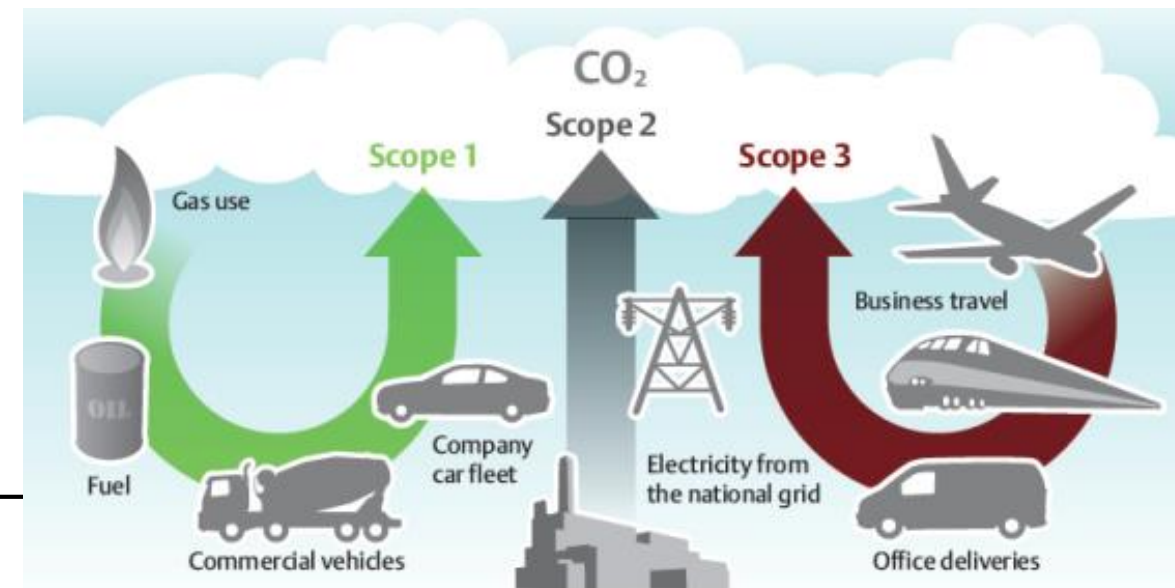 CO₂
Scope 2
Scope 1
Scope 3
Gas use
Business travel
OIL
Company
car fleet
Electricity from
the national grid
Fuel
Commercial vehicles
Office deliveries